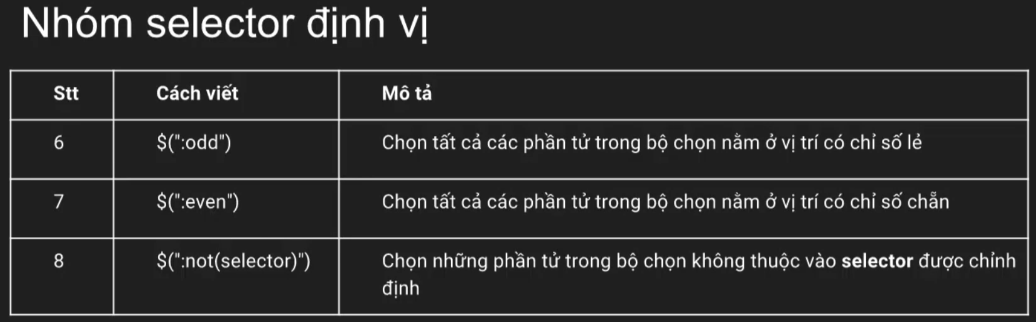 Nhóm selector định vị
Stt Cách viết Mô tả
6 $(":odd") Chọn tất cả các phần tử trong bộ chọn nằm ở vị trí có chỉ số lẻ
7 $(":even") Chọn tất cả các phần tử trong bộ chọn nằm ở vị trí có chỉ số chẵn
8 $(":not(selector)") Chọn những phần tử trong bộ chọn không thuộc vào selector được chỉnh
định